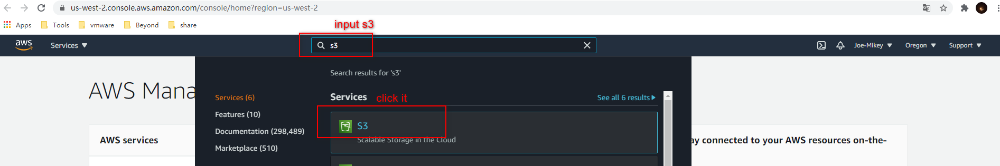 us-west-2.console.aws.amazon.com/console/home?region=us-west-2
Apps Tools vmware Beyond share
input s3
aws Services s3 Joe-Mikey Oregon Support
Search results for 's3'
AWS Mana
Services (6)
Features (10)
Documentation (298,489)
Marketplace (510)
Services click it See all 6 results
S3
Scalable Storage in the Cloud
AWS services
ay connected to your AWS resources on-the-